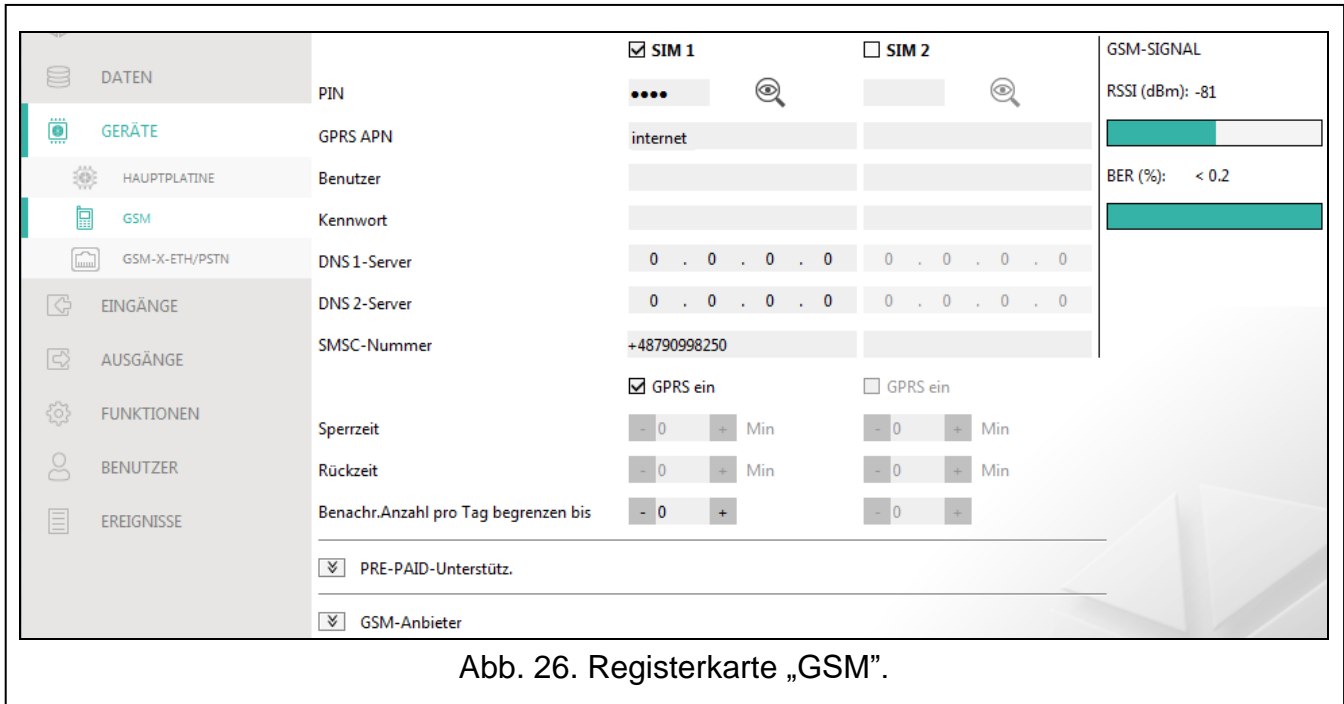 DATEN
GERÄTE
HAUPTPLATINE
GSM
GSM-X-ETH/PSTN
EINGÄNGE
AUSGÄNGE
FUNKTIONEN
BENUTZER
EREIGNISSE
SIM 1 SIM 2
PIN ••••
GPRS APN internet
Benutzer
Kennwort
DNS 1-Server 0 . 0 . 0 . 0 0 . 0 . 0 . 0
DNS 2-Server 0 . 0 . 0 . 0 0 . 0 . 0 . 0
SMSC-Nummer +48790998250
GPRS ein GPRS ein
Sperrzeit - 0 + Min - 0 + Min
Rückzeit - 0 + Min - 0 + Min
Benachr.Anzahl pro Tag begrenzen bis - 0 + - 0 +
PRE-PAID-Unterstütz.
GSM-Anbieter
GSM-SIGNAL
RSSI (dBm): -81
BER (%): < 0.2
Abb. 26. Registerkarte „GSM”.